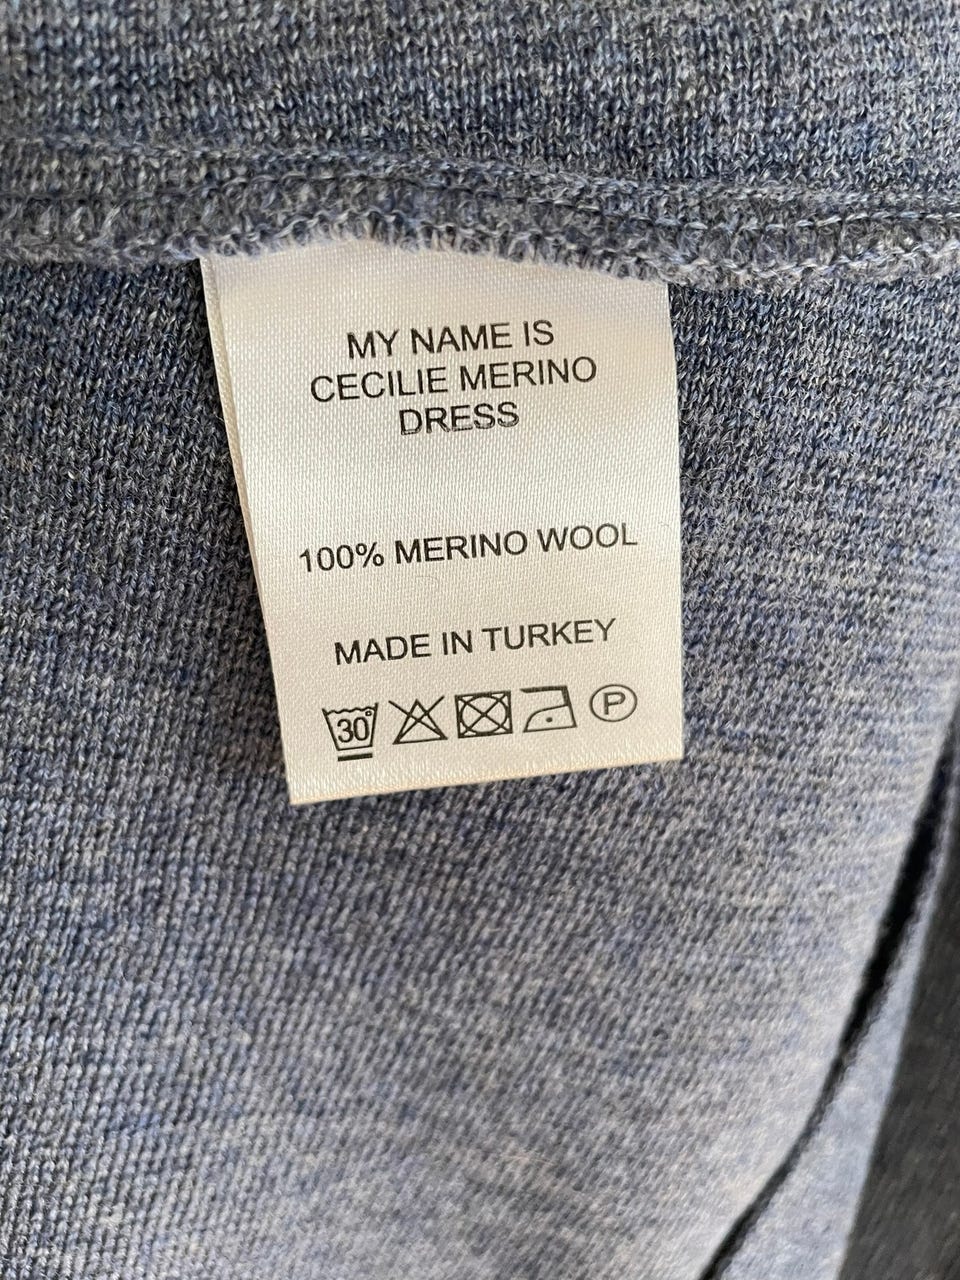 MY NAME IS
CECILIE MERINO
DRESS
100% MERINO WOOL
MADE IN TURKEY
30° P